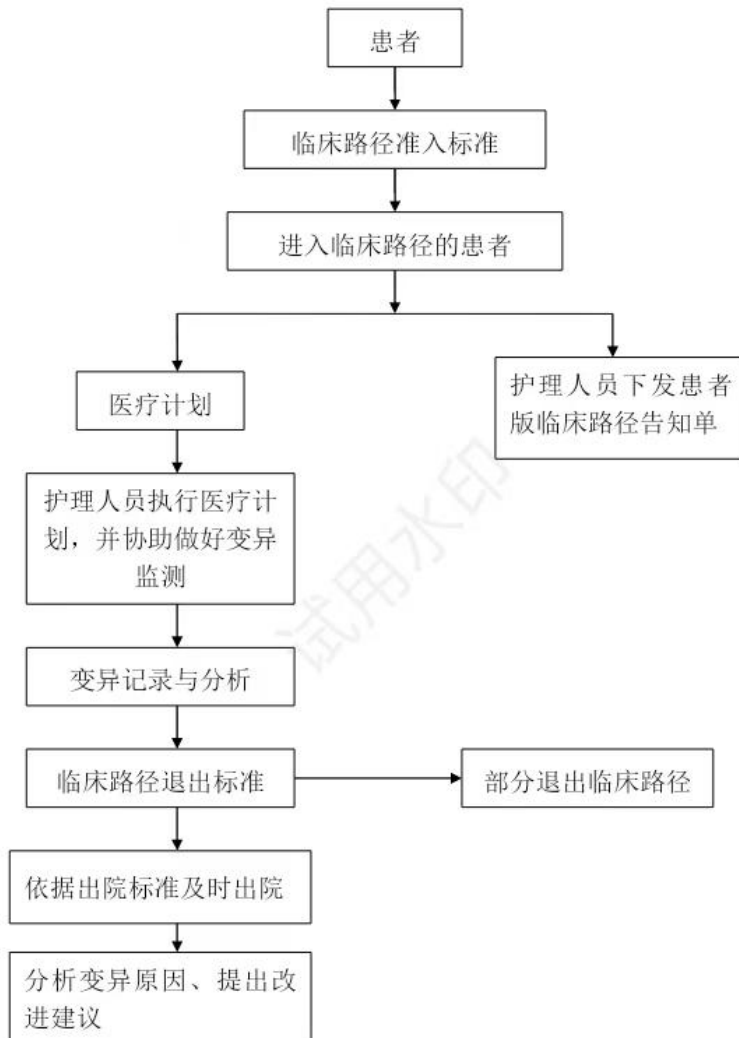 患者
临床路径准入标准
进入临床路径的患者
医疗计划
护理人员下发患者
版临床路径告知单
护理人员执行医疗计
划，并协助做好变异
监测
变异记录与分析
临床路径退出标准
部分退出临床路径
依据出院标准及时出院
分析变异原因、提出改
进建议
试用水印